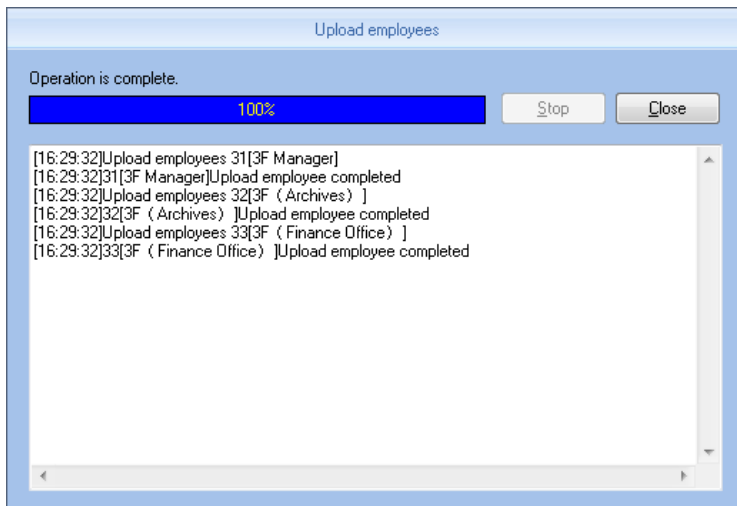 Upload employees
Operation is complete.
100%
Stop
Close
[16:29:32]Upload employees 31[3F Manager]
[16:29:32]31[3F Manager]Upload employee completed
[16:29:32]Upload employees 32[3F（Archives）]
[16:29:32]32[3F（Archives）]Upload employee completed
[16:29:32]Upload employees 33[3F（Finance Office）]
[16:29:32]33[3F（Finance Office）]Upload employee completed